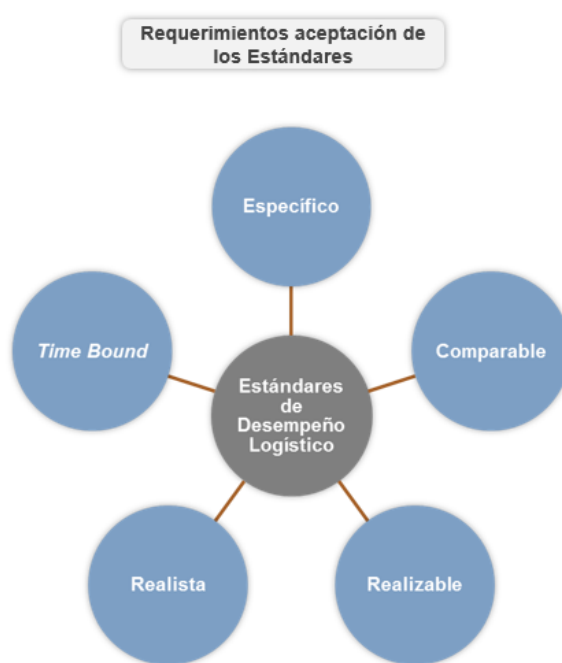 Requerimientos aceptación de
los Estándares
Específico
Time Bound
Comparable
Estándares
de
Desempeño
Logístico
Realista
Realizable